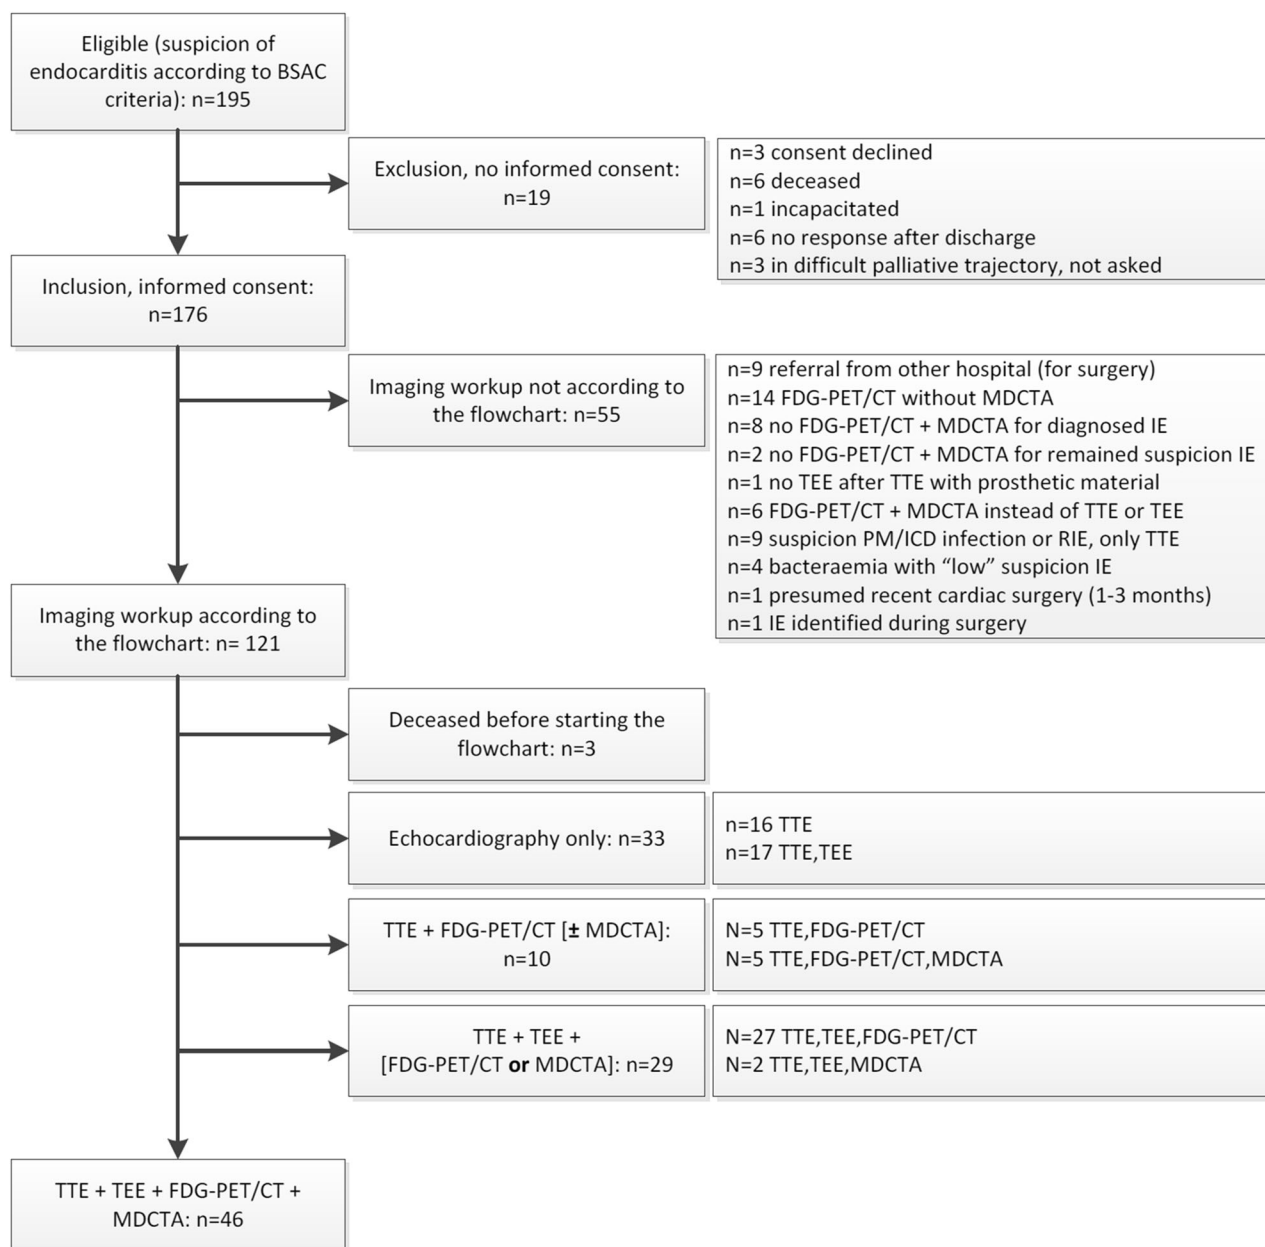 Eligible (suspicion of
endocarditis according to BSAC
criteria): n=195
Exclusion, no informed consent:
n=19
n=3 consent declined
n=6 deceased
n=1 incapacitated
n=6 no response after discharge
n=3 in difficult palliative trajectory, not asked
Inclusion, informed consent:
n=176
Imaging workup not according to
the flowchart: n=55
n=9 referral from other hospital (for surgery)
n=14 FDG-PET/CT without MDCTA
n=8 no FDG-PET/CT + MDCTA for diagnosed IE
n=2 no FDG-PET/CT + MDCTA for remained suspicion IE
n=1 no TEE after TTE with prosthetic material
n=6 FDG-PET/CT + MDCTA instead of TTE or TEE
n=9 suspicion PM/ICD infection or RIE, only TTE
n=4 bacteraemia with “low” suspicion IE
n=1 presumed recent cardiac surgery (1-3 months)
n=1 IE identified during surgery
Imaging workup according to
the flowchart: n= 121
Deceased before starting the
flowchart: n=3
Echocardiography only: n=33
n=16 TTE
n=17 TTE,TEE
TTE + FDG-PET/CT [± MDCTA]:
n=10
N=5 TTE,FDG-PET/CT
N=5 TTE,FDG-PET/CT,MDCTA
TTE + TEE +
[FDG-PET/CT or MDCTA]: n=29
N=27 TTE,TEE,FDG-PET/CT
N=2 TTE,TEE,MDCTA
TTE + TEE + FDG-PET/CT +
MDCTA: n=46